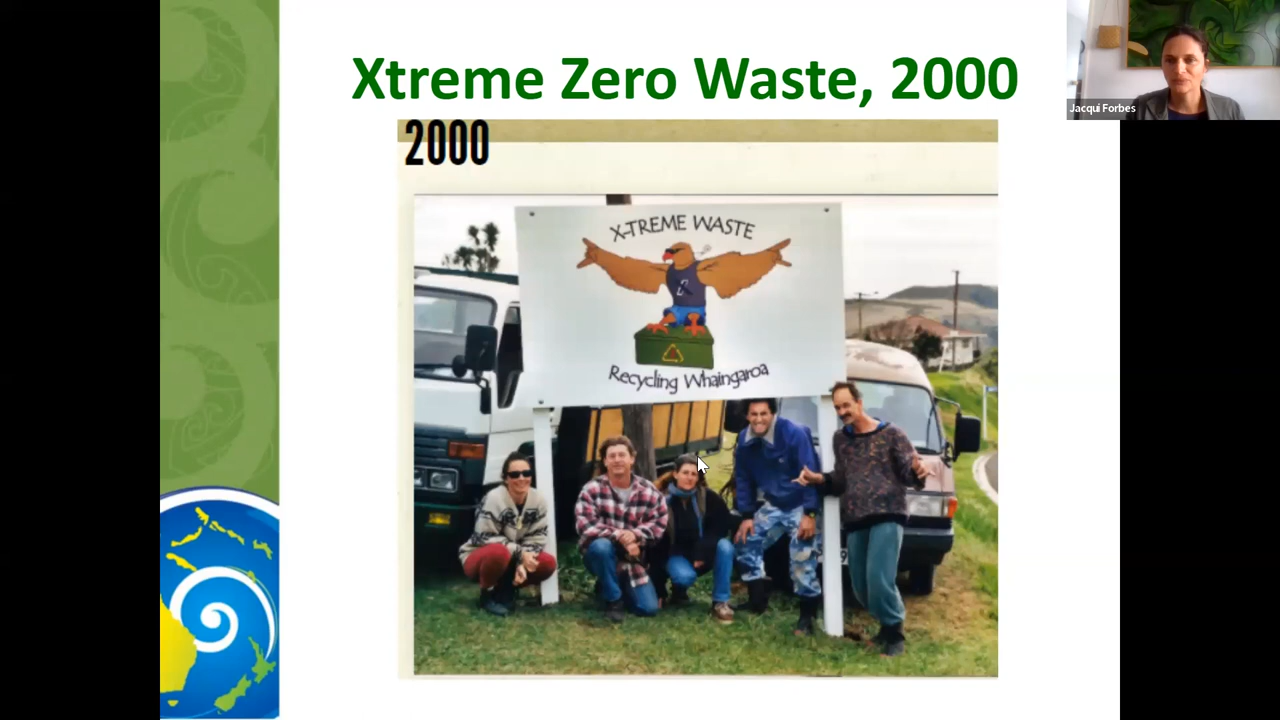 Xtreme Zero Waste, 2000
Jacqui Forbes
2000
X-TREME WASTE
Recycling Whaingaroa